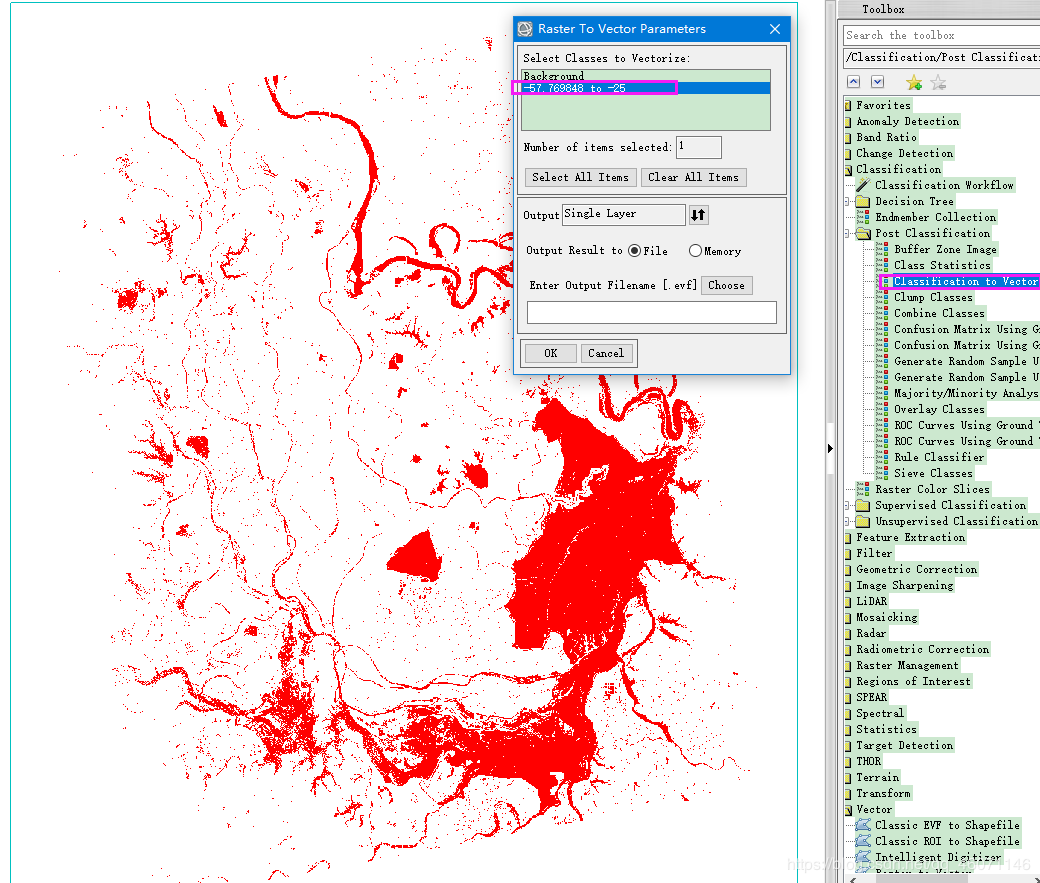 Raster To Vector Parameters
Select Classes to Vectorize:
Background
-57.769848 to -25
Number of items selected: 1
Select All Items
Clear All Items
Output Single Layer
Output Result to File Memory
Enter Output Filename [.evf] Choose
OK
Cancel
Toolbox
Search the toolbox
/Classification/Post Classificati
Favorites
Anomaly Detection
Band Ratio
Change Detection
Classification
Classification Workflow
Decision Tree
Endmember Collection
Post Classification
Buffer Zone Image
Class Statistics
Classification to Vector
Clump Classes
Combine Classes
Confusion Matrix Using G
Confusion Matrix Using G
Generate Random Sample U
Generate Random Sample U
Majority/Minority Analys
Overlay Classes
ROC Curves Using Ground
ROC Curves Using Ground
Rule Classifier
Sieve Classes
Raster Color Slices
Supervised Classification
Unsupervised Classification
Feature Extraction
Filter
Geometric Correction
Image Sharpening
LiDAR
Mosaicking
Radar
Radiometric Correction
Raster Management
Regions of Interest
SPEAR
Spectral
Statistics
Target Detection
THOR
Terrain
Transform
Vector
Classic EVF to Shapefile
Classic ROI to Shapefile
Intelligent Digitizer